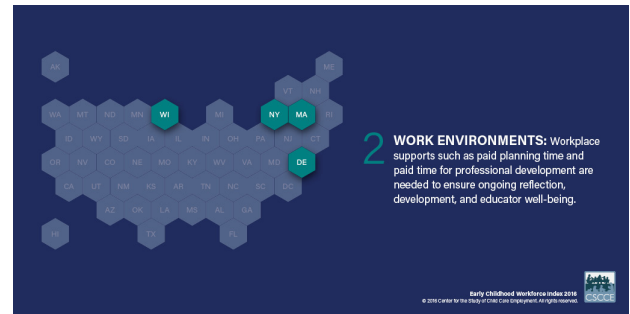 AK
ME
VT NH
WA MT ND MN WI MI NY MA RI
ID WY SD IA IL IN OH PA NJ CT
OR NV CO NE MO KY WV VA MD DE
CA UT NM KS AR TN NC SC DC
AZ OK LA MS AL GA
HI TX FL
2
WORK ENVIRONMENTS: Workplace
supports such as paid planning time and
paid time for professional development are
needed to ensure ongoing reflection,
development, and educator well-being.
Early Childhood Workforce Index 2016
© 2016 Center for the Study of Child Care Employment. All rights reserved.
CSCCE